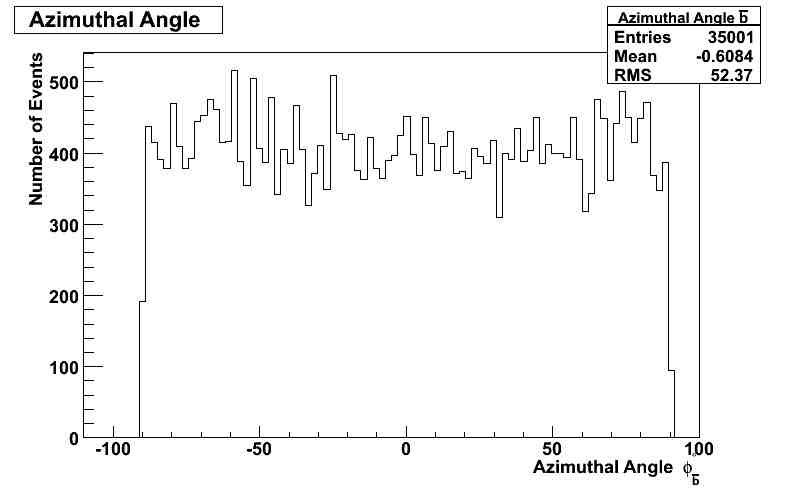 Azimuthal Angle
Azimuthal Angle b̅
Entries 35001
Mean -0.6084
RMS 52.37
Number of Events
500
400
300
200
100
0
-100 -50 0 50 100
Azimuthal Angle ϕ_b̅